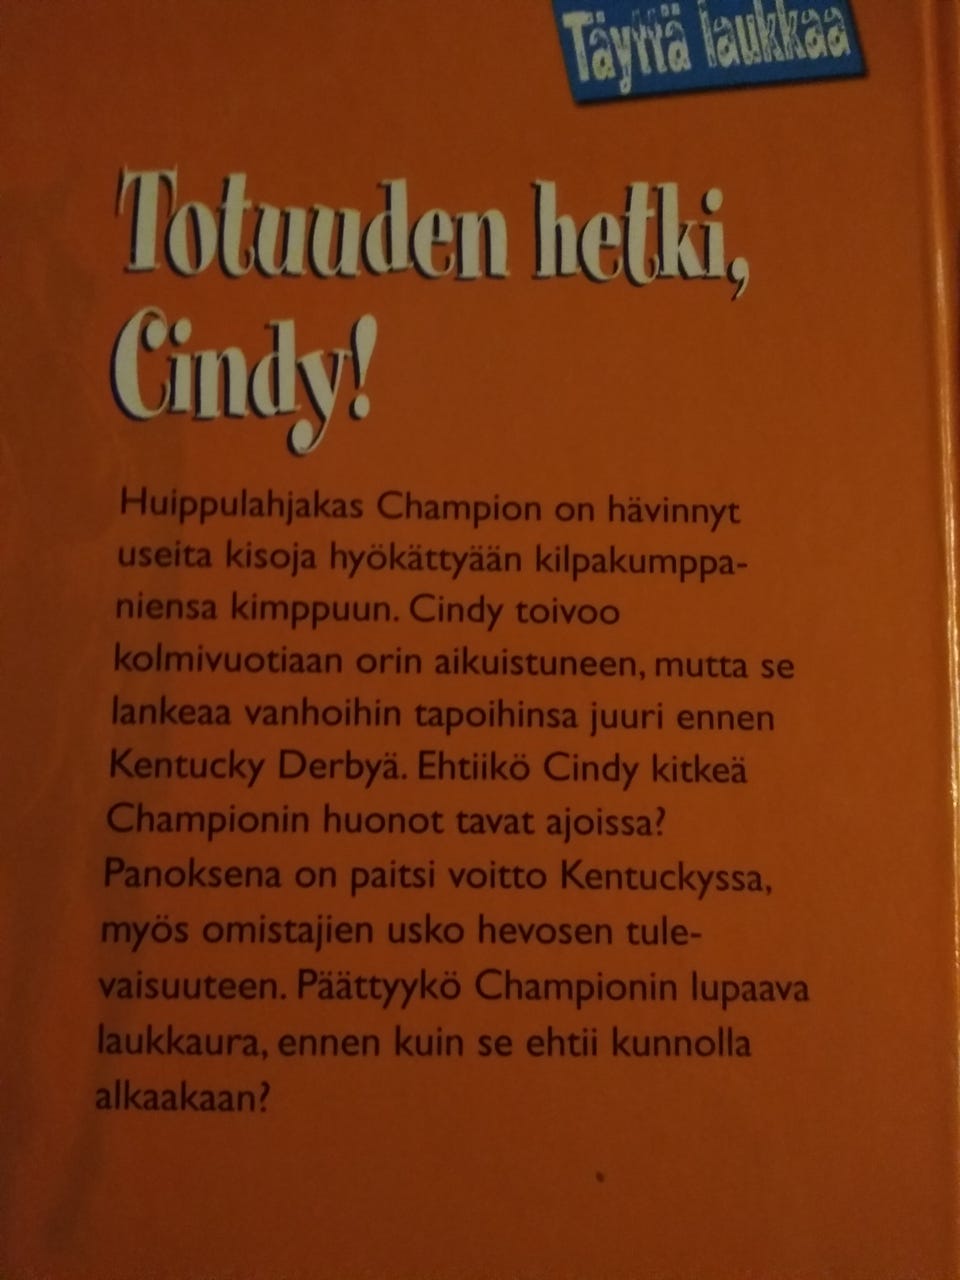 Täyttä laukkaa
Totuuden hetki,
Cindy!
Huippulahjakas Champion on hävinnyt
useita kisoja hyökättyään kilpakumppa-
niensa kimppuun. Cindy toivoo
kolmivuotiaan orin aikuistuneen, mutta se
lankeaa vanhoihin tapoihinsa juuri ennen
Kentucky Derbyä. Ehtiikö Cindy kitkeä
Championin huonot tavat ajoissa?
Panoksena on paitsi voitto Kentuckyssa,
myös omistajien usko hevosen tule-
vaisuuteen. Päättyykö Championin lupaava
laukkaura, ennen kuin se ehtii kunnolla
alkaakaan?